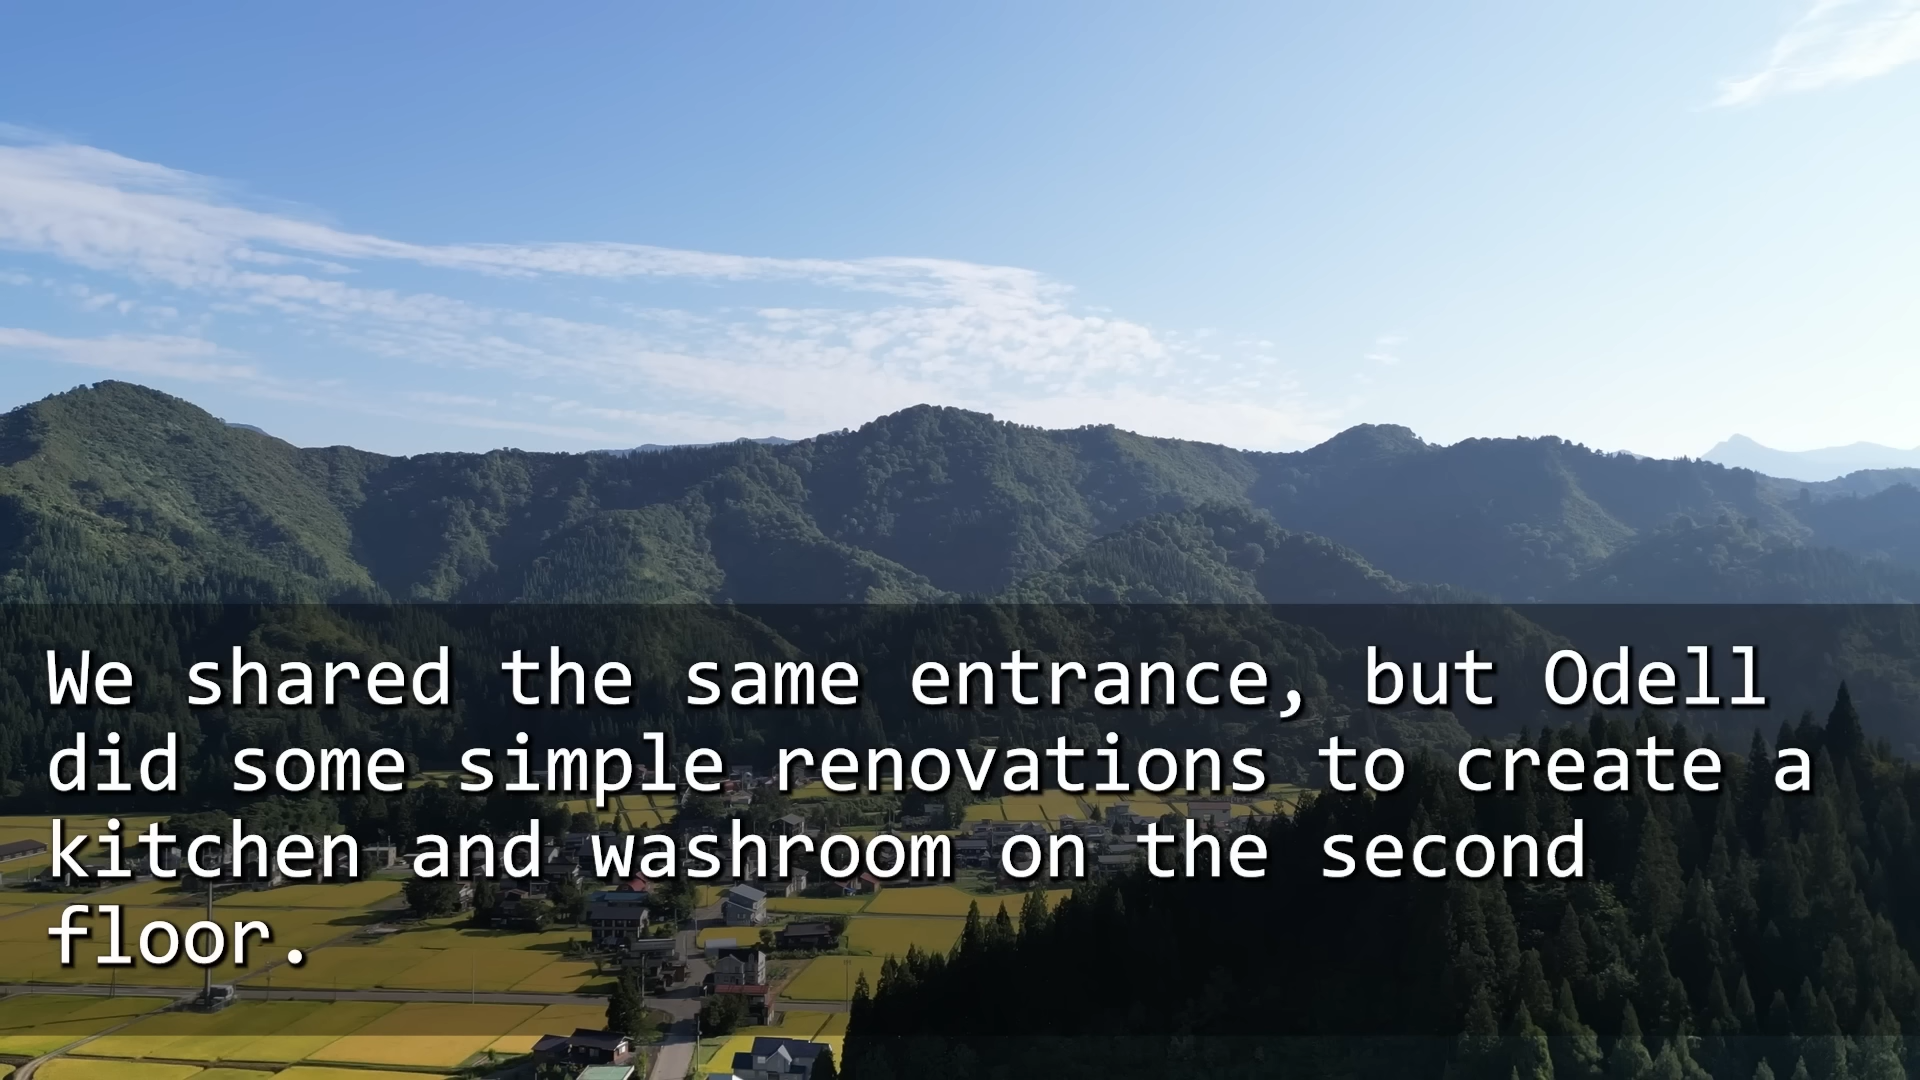 We shared the same entrance, but Odell
did some simple renovations to create a
kitchen and washroom on the second
floor.